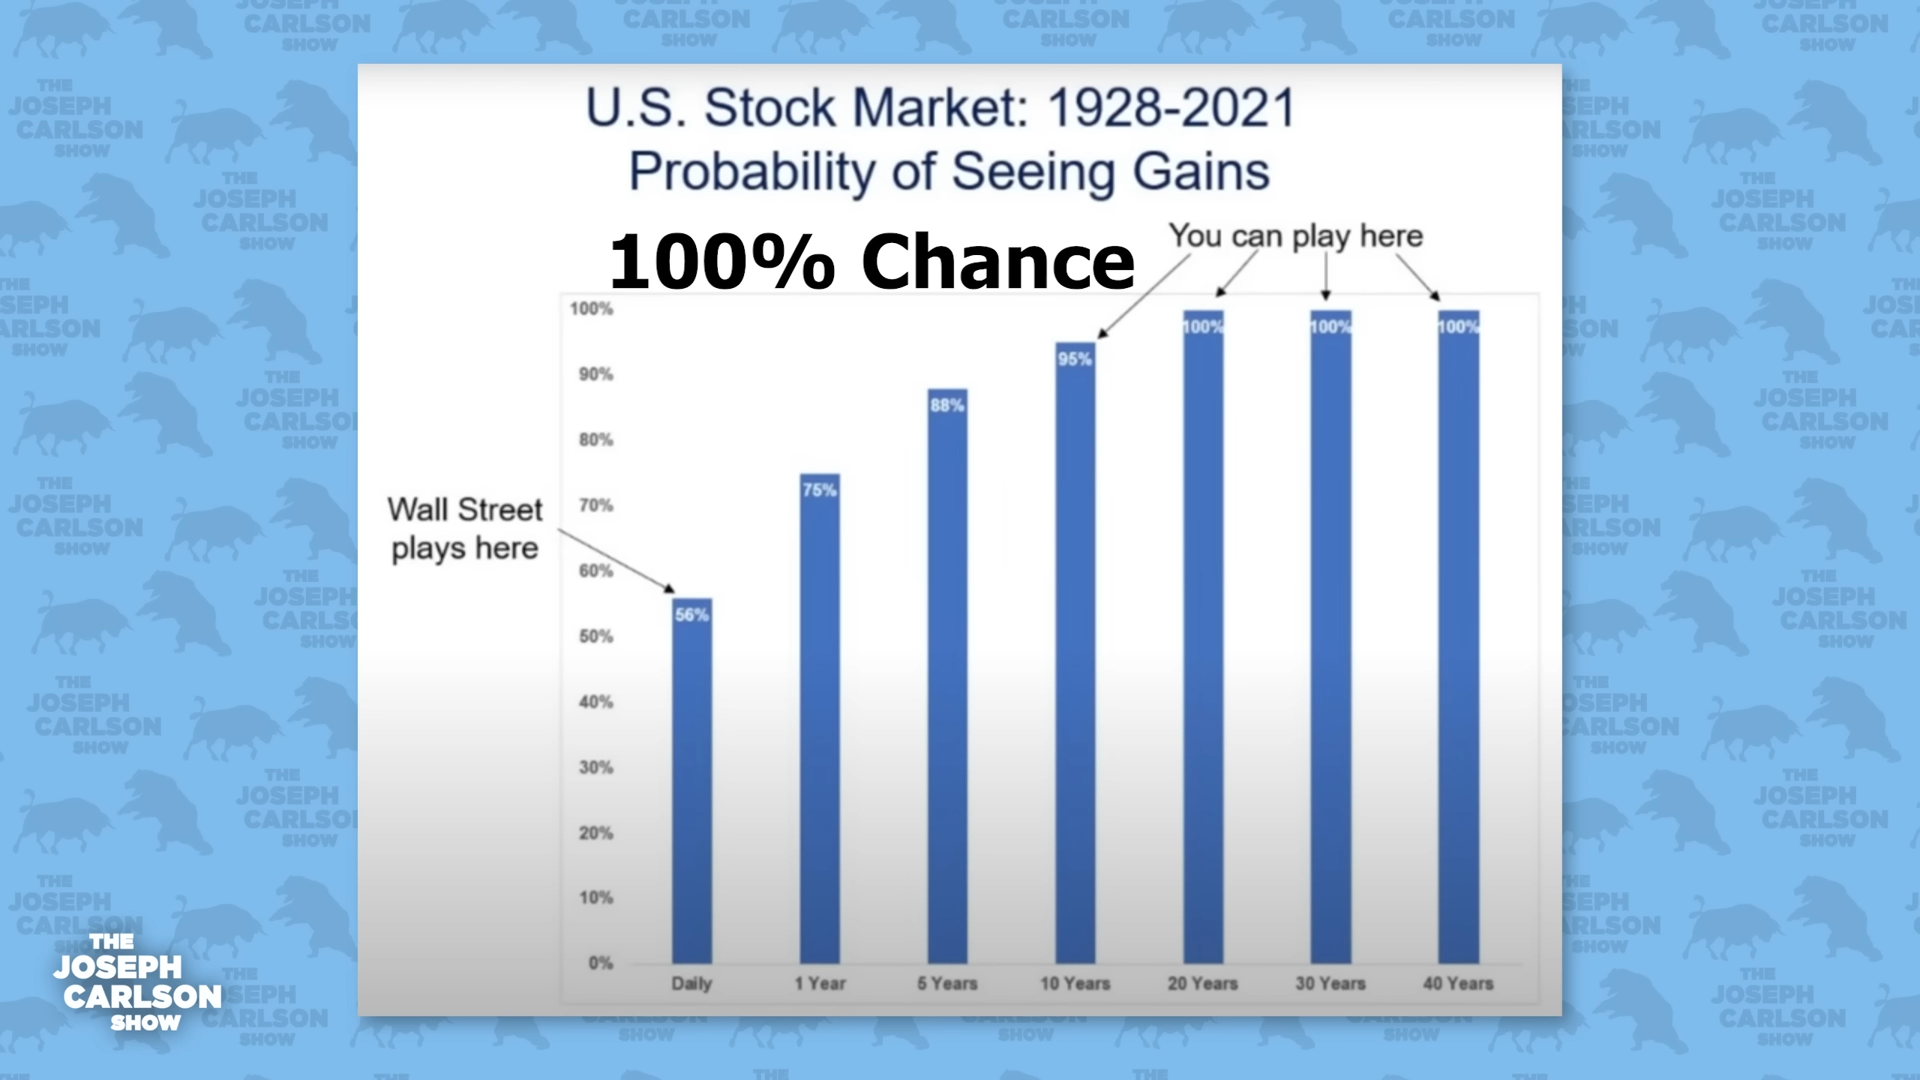 U.S. Stock Market: 1928-2021
Probability of Seeing Gains
100% Chance
You can play here
Wall Street
plays here
100%
90%
80%
70%
60%
50%
40%
30%
20%
10%
0%
56%
75%
88%
95%
100%
100%
100%
Daily
1 Year
5 Years
10 Years
20 Years
30 Years
40 Years
THE
JOSEPH
CARLSON
SHOW